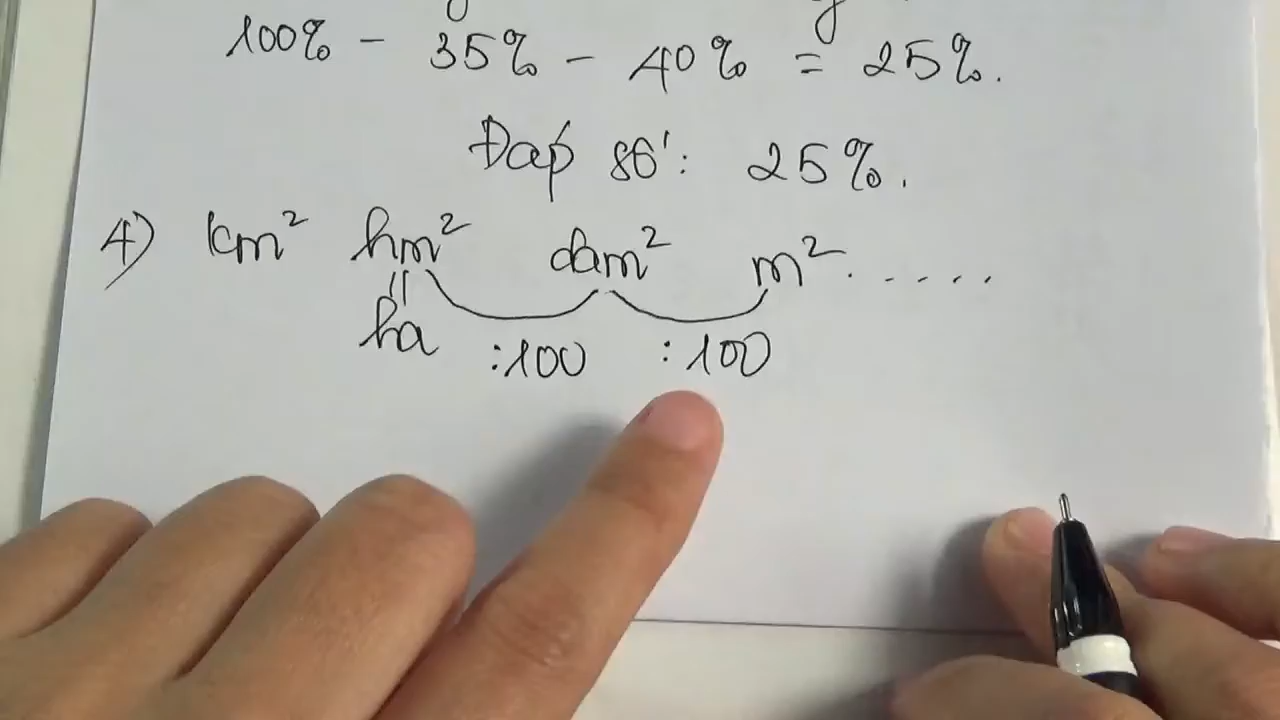 100% - 35% - 40% = 25%.
Đáp số: 25%.
4) km² hm² dam² m². ....
||
ha :100 :100